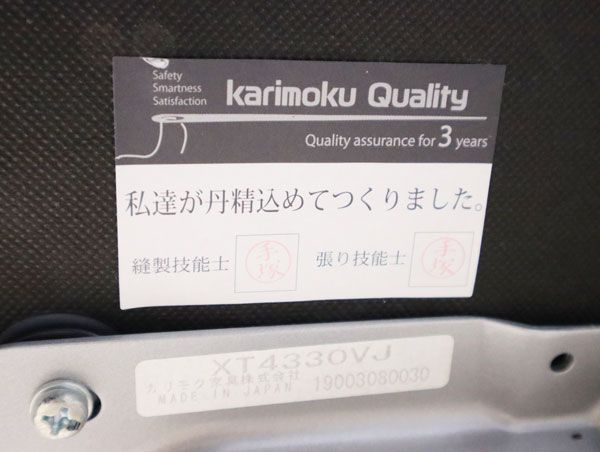 Safety
Smartness
Satisfaction
karimoku Quality
Quality assurance for 3 years
私達が丹精込めてつくりました。
縫製技能士 手塚
張り技能士 手塚
XT4330VJ
カリモク家具株式会社
MADE IN JAPAN 19003080030